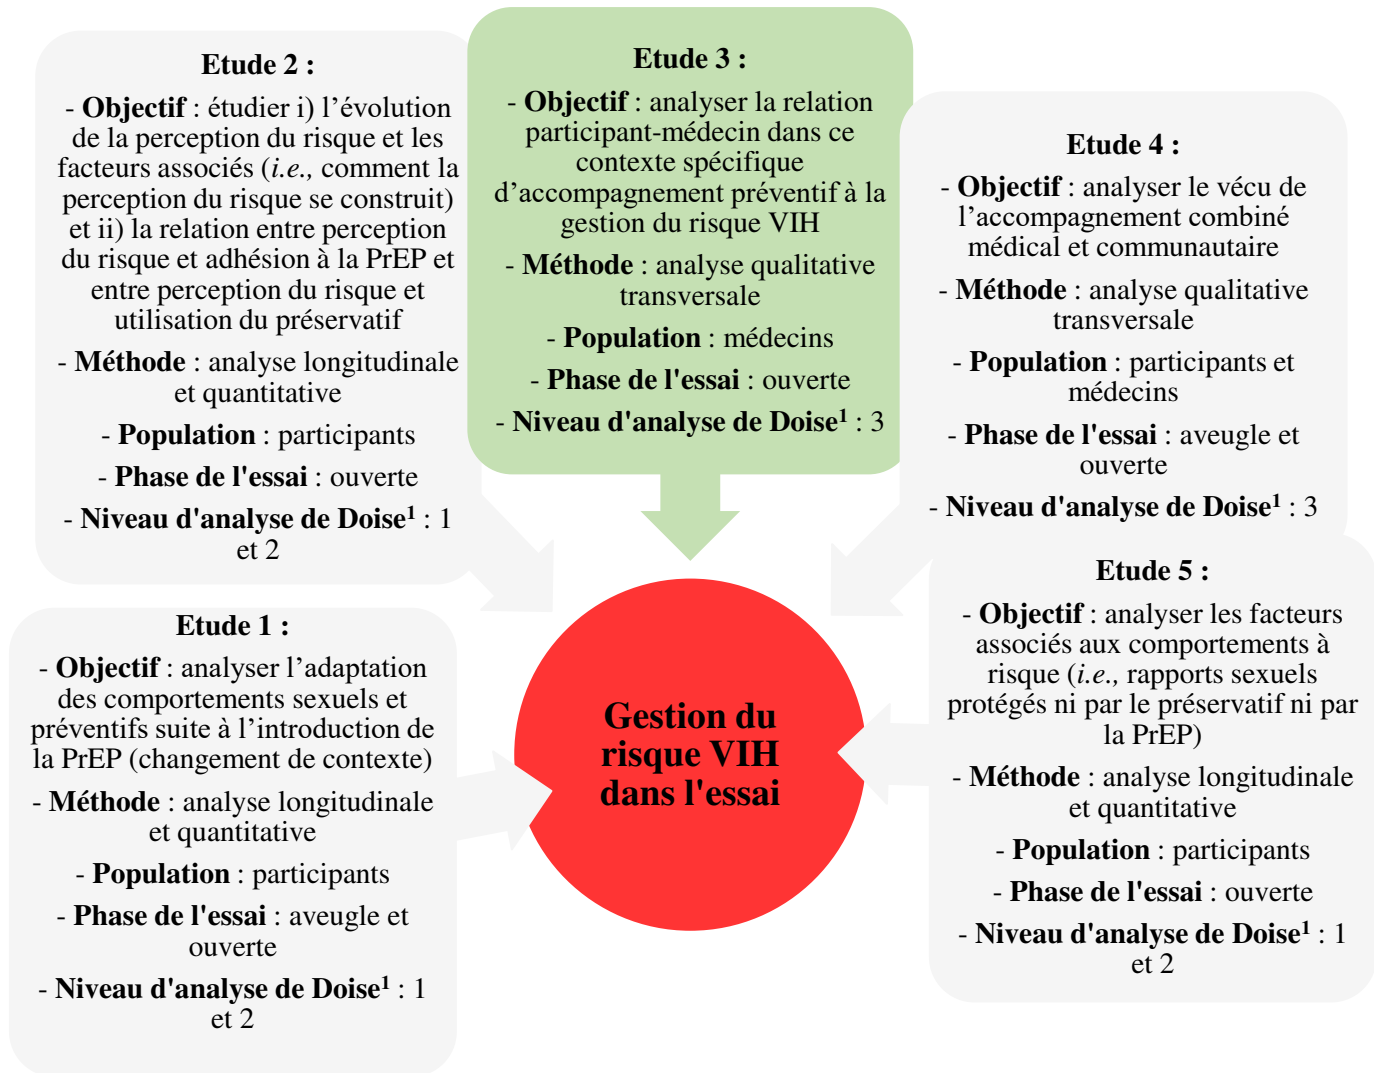 Etude 2 :
- Objectif : étudier i) l’évolution
de la perception du risque et les
facteurs associés (i.e., comment la
perception du risque se construit)
et ii) la relation entre perception
du risque et adhésion à la PrEP et
entre perception du risque et
utilisation du préservatif
- Méthode : analyse longitudinale
et quantitative
- Population : participants
- Phase de l'essai : ouverte
- Niveau d'analyse de Doise¹ : 1
et 2
Etude 3 :
- Objectif : analyser la relation
participant-médecin dans ce
contexte spécifique
d’accompagnement préventif à la
gestion du risque VIH
- Méthode : analyse qualitative
transversale
- Population : médecins
- Phase de l'essai : ouverte
- Niveau d'analyse de Doise¹ : 3
Etude 4 :
- Objectif : analyser le vécu de
l’accompagnement combiné
médical et communautaire
- Méthode : analyse qualitative
transversale
- Population : participants et
médecins
- Phase de l'essai : aveugle et
ouverte
- Niveau d'analyse de Doise¹ : 3
Etude 1 :
- Objectif : analyser l’adaptation
des comportements sexuels et
préventifs suite à l’introduction de
la PrEP (changement de contexte)
- Méthode : analyse longitudinale
et quantitative
- Population : participants
- Phase de l'essai : aveugle et
ouverte
- Niveau d'analyse de Doise¹ : 1
et 2
Gestion du
risque VIH
dans l'essai
Etude 5 :
- Objectif : analyser les facteurs
associés aux comportements à
risque (i.e., rapports sexuels
protégés ni par le préservatif ni par
la PrEP)
- Méthode : analyse longitudinale
et quantitative
- Population : participants
- Phase de l'essai : ouverte
- Niveau d'analyse de Doise¹ : 1
et 2